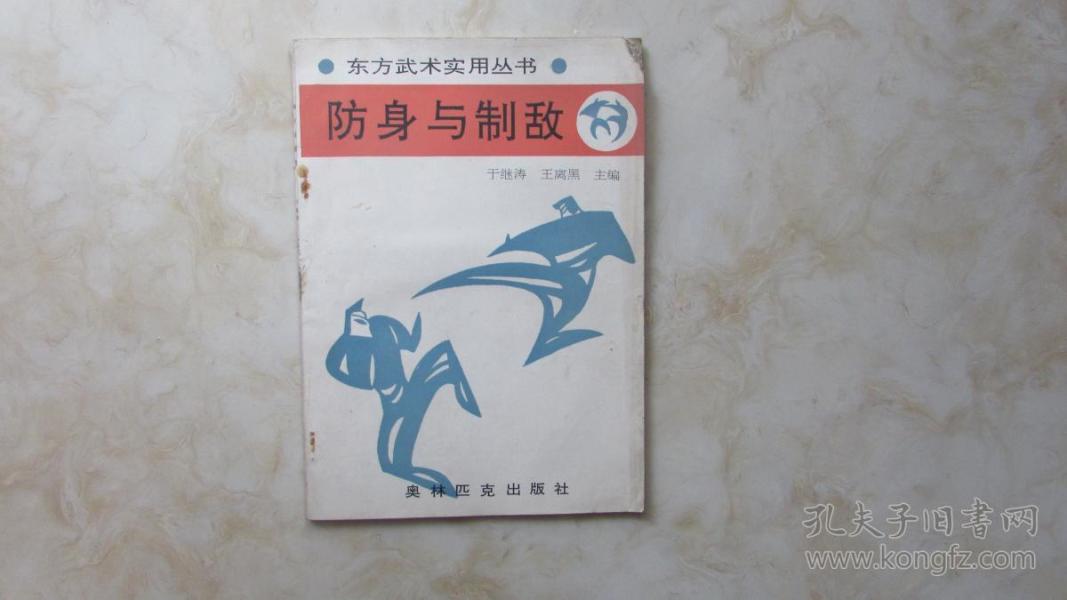 ● 东方武术实用丛书 ●
防身与制敌
于继涛 王离黑 主编
奥林匹克出版社
孔夫子旧書网
www.kongfz.com